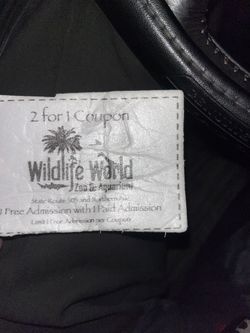 2 for 1 Coupon
Wildlife World
Zoo & Aquarium
State Route 303 and Northern Ave
1 Free Admission with 1 Paid Admission
Limit 1 Free Admission per Coupon